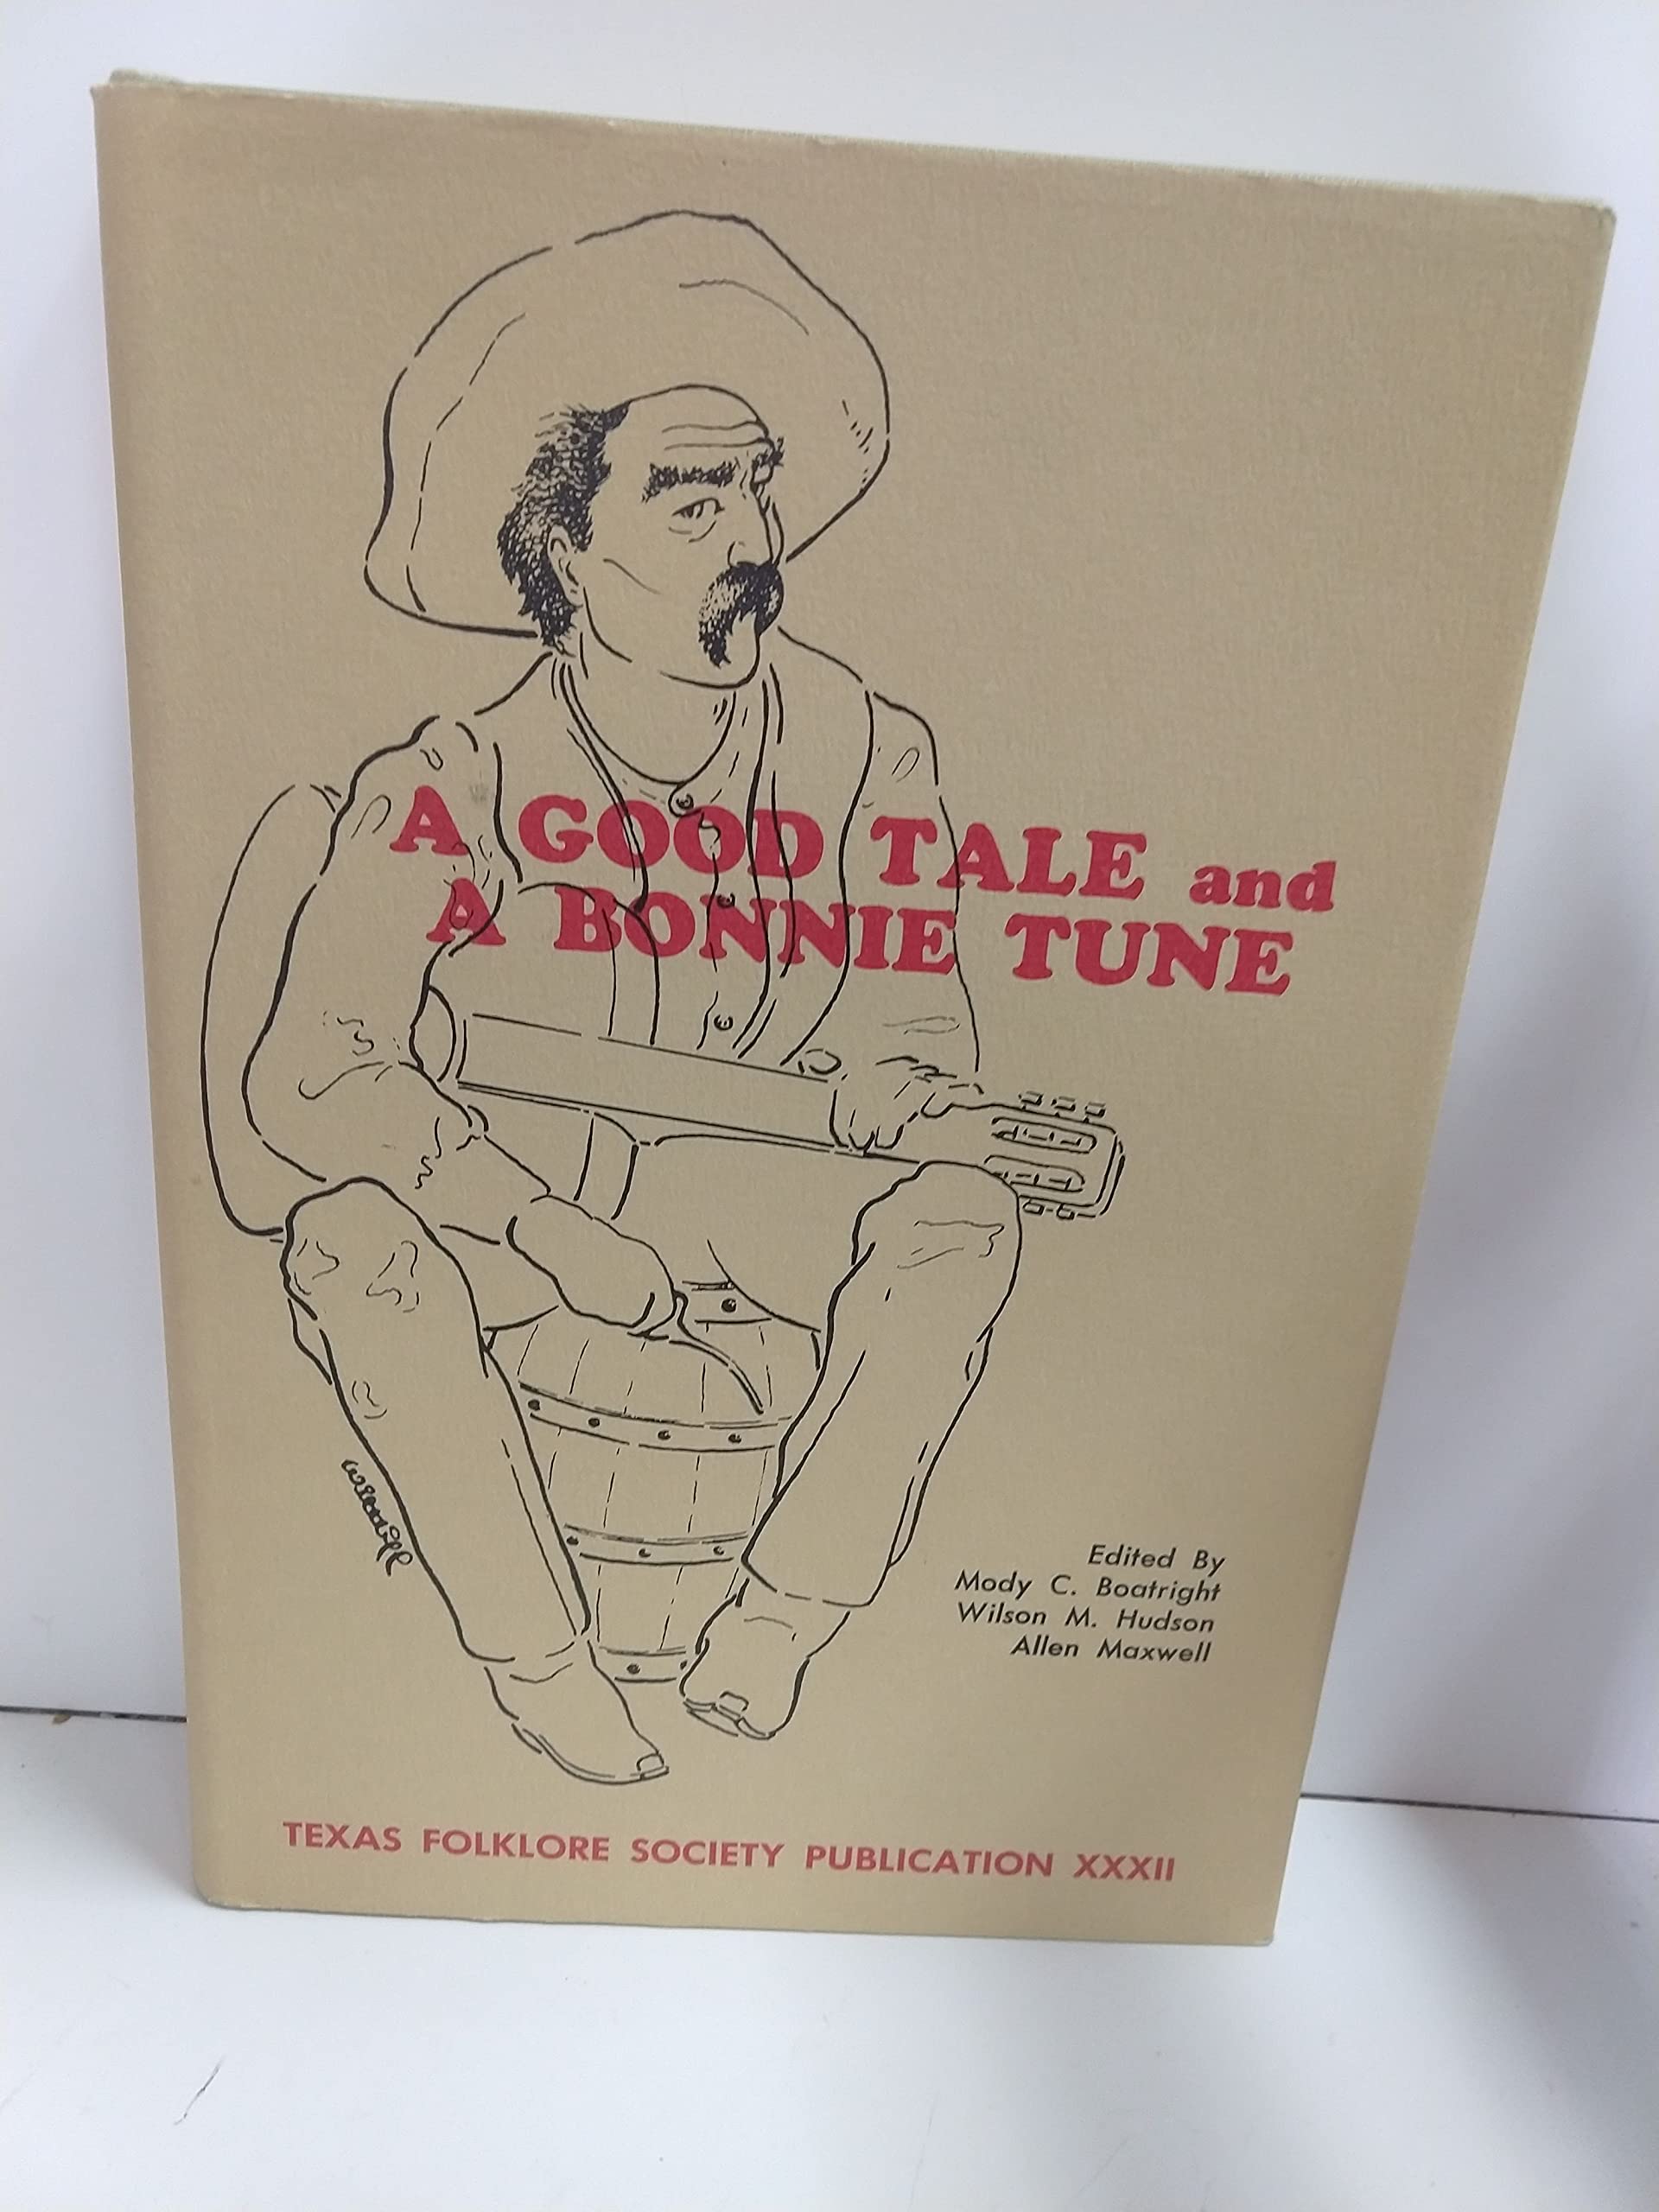 A GOOD TALE and
A BONNIE TUNE
Edited By
Mody C. Boatright
Wilson M. Hudson
Allen Maxwell
TEXAS FOLKLORE SOCIETY PUBLICATION XXXII